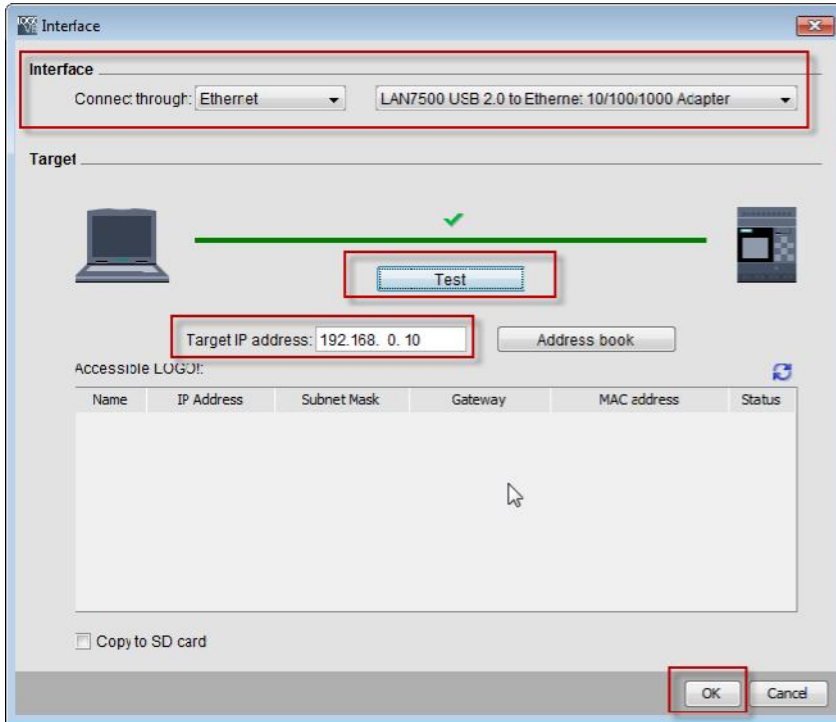 Interface
Interface
Connect through: Ethernet LAN7500 USB 2.0 to Ethernet 10/100/1000 Adapter
Target
Test
Target IP address: 192.168. 0. 10 Address book
Accessible LOGO!:
Name IP Address Subnet Mask Gateway MAC address Status
Copy to SD card
OK Cancel